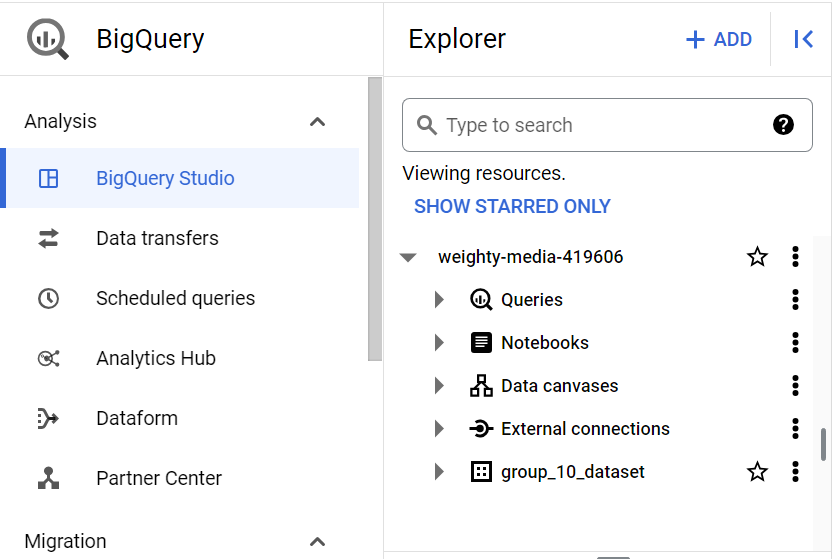 BigQuery
Analysis
BigQuery Studio
Data transfers
Scheduled queries
Analytics Hub
Dataform
Partner Center
Migration
Explorer
ADD
Type to search
Viewing resources.
SHOW STARRED ONLY
weighty-media-419606
Queries
Notebooks
Data canvases
External connections
group_10_dataset